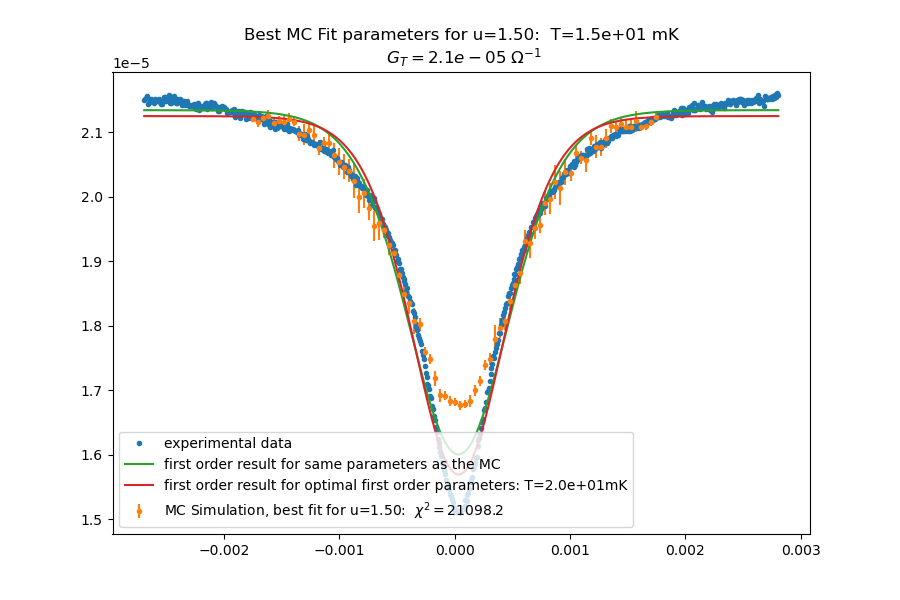 Best MC Fit parameters for u=1.50:  T=1.5e+01 mK
G_T = 2.1e − 05 Ω⁻¹
1e−5
2.1
2.0
1.9
1.8
1.7
1.6
1.5
experimental data
first order result for same parameters as the MC
first order result for optimal first order parameters: T=2.0e+01mK
MC Simulation, best fit for u=1.50:  χ² = 21098.2
−0.002 −0.001 0.000 0.001 0.002 0.003